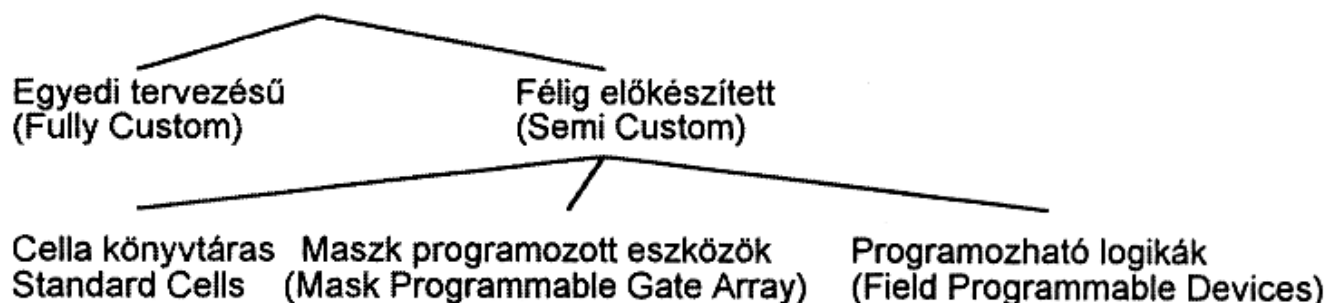 Egyedi tervezésű
(Fully Custom)
Félig előkészített
(Semi Custom)
Cella könyvtáras
Standard Cells
Maszk programozott eszközök
(Mask Programmable Gate Array)
Programozható logikák
(Field Programmable Devices)